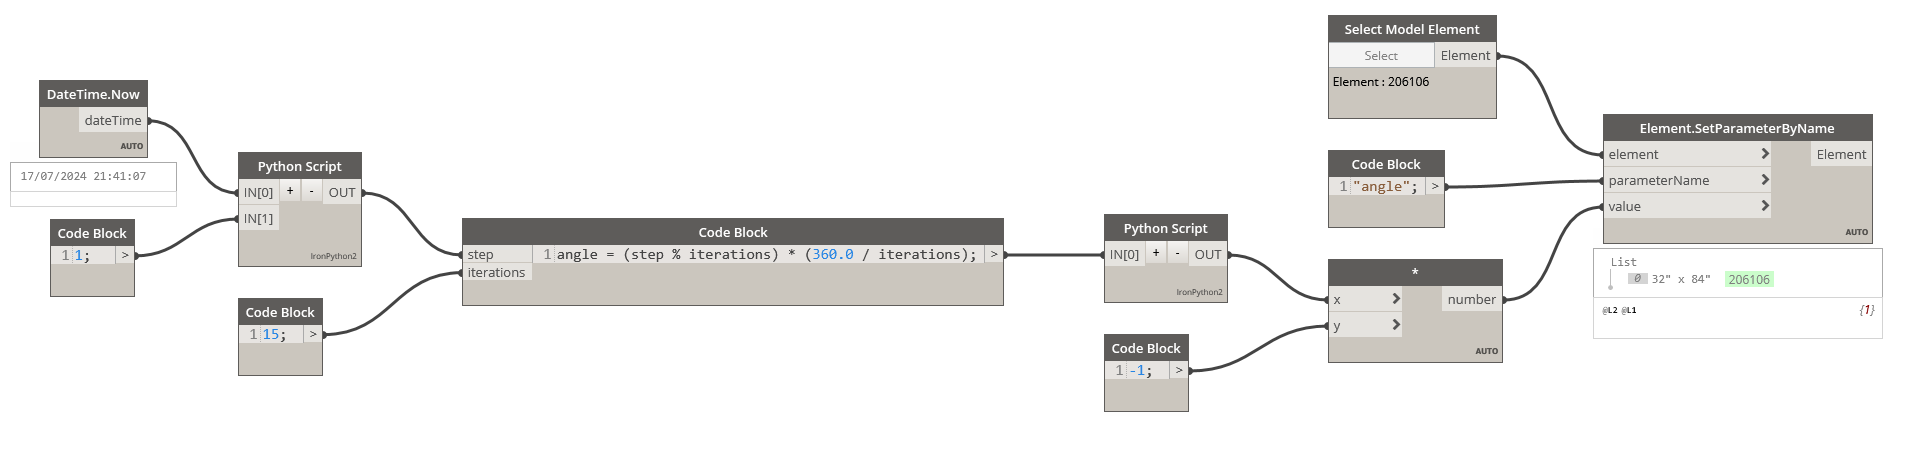 DateTime.Now
dateTime
AUTO
17/07/2024 21:41:07
Code Block
1 1; >
Python Script
IN[0] + - OUT
IN[1]
IronPython2
Code Block
1 15; >
Code Block
step 1 angle = (step % iterations) * (360.0 / iterations); >
iterations
Python Script
IN[0] + - OUT
IronPython2
Code Block
1 -1; >
Select Model Element
Select Element
Element : 206106
Code Block
1 "angle"; >
*
x > number
y >
AUTO
Element.SetParameterByName
element > Element
parameterName >
value >
AUTO
List
0 32" x 84" 206106
@L2 @L1 {1}